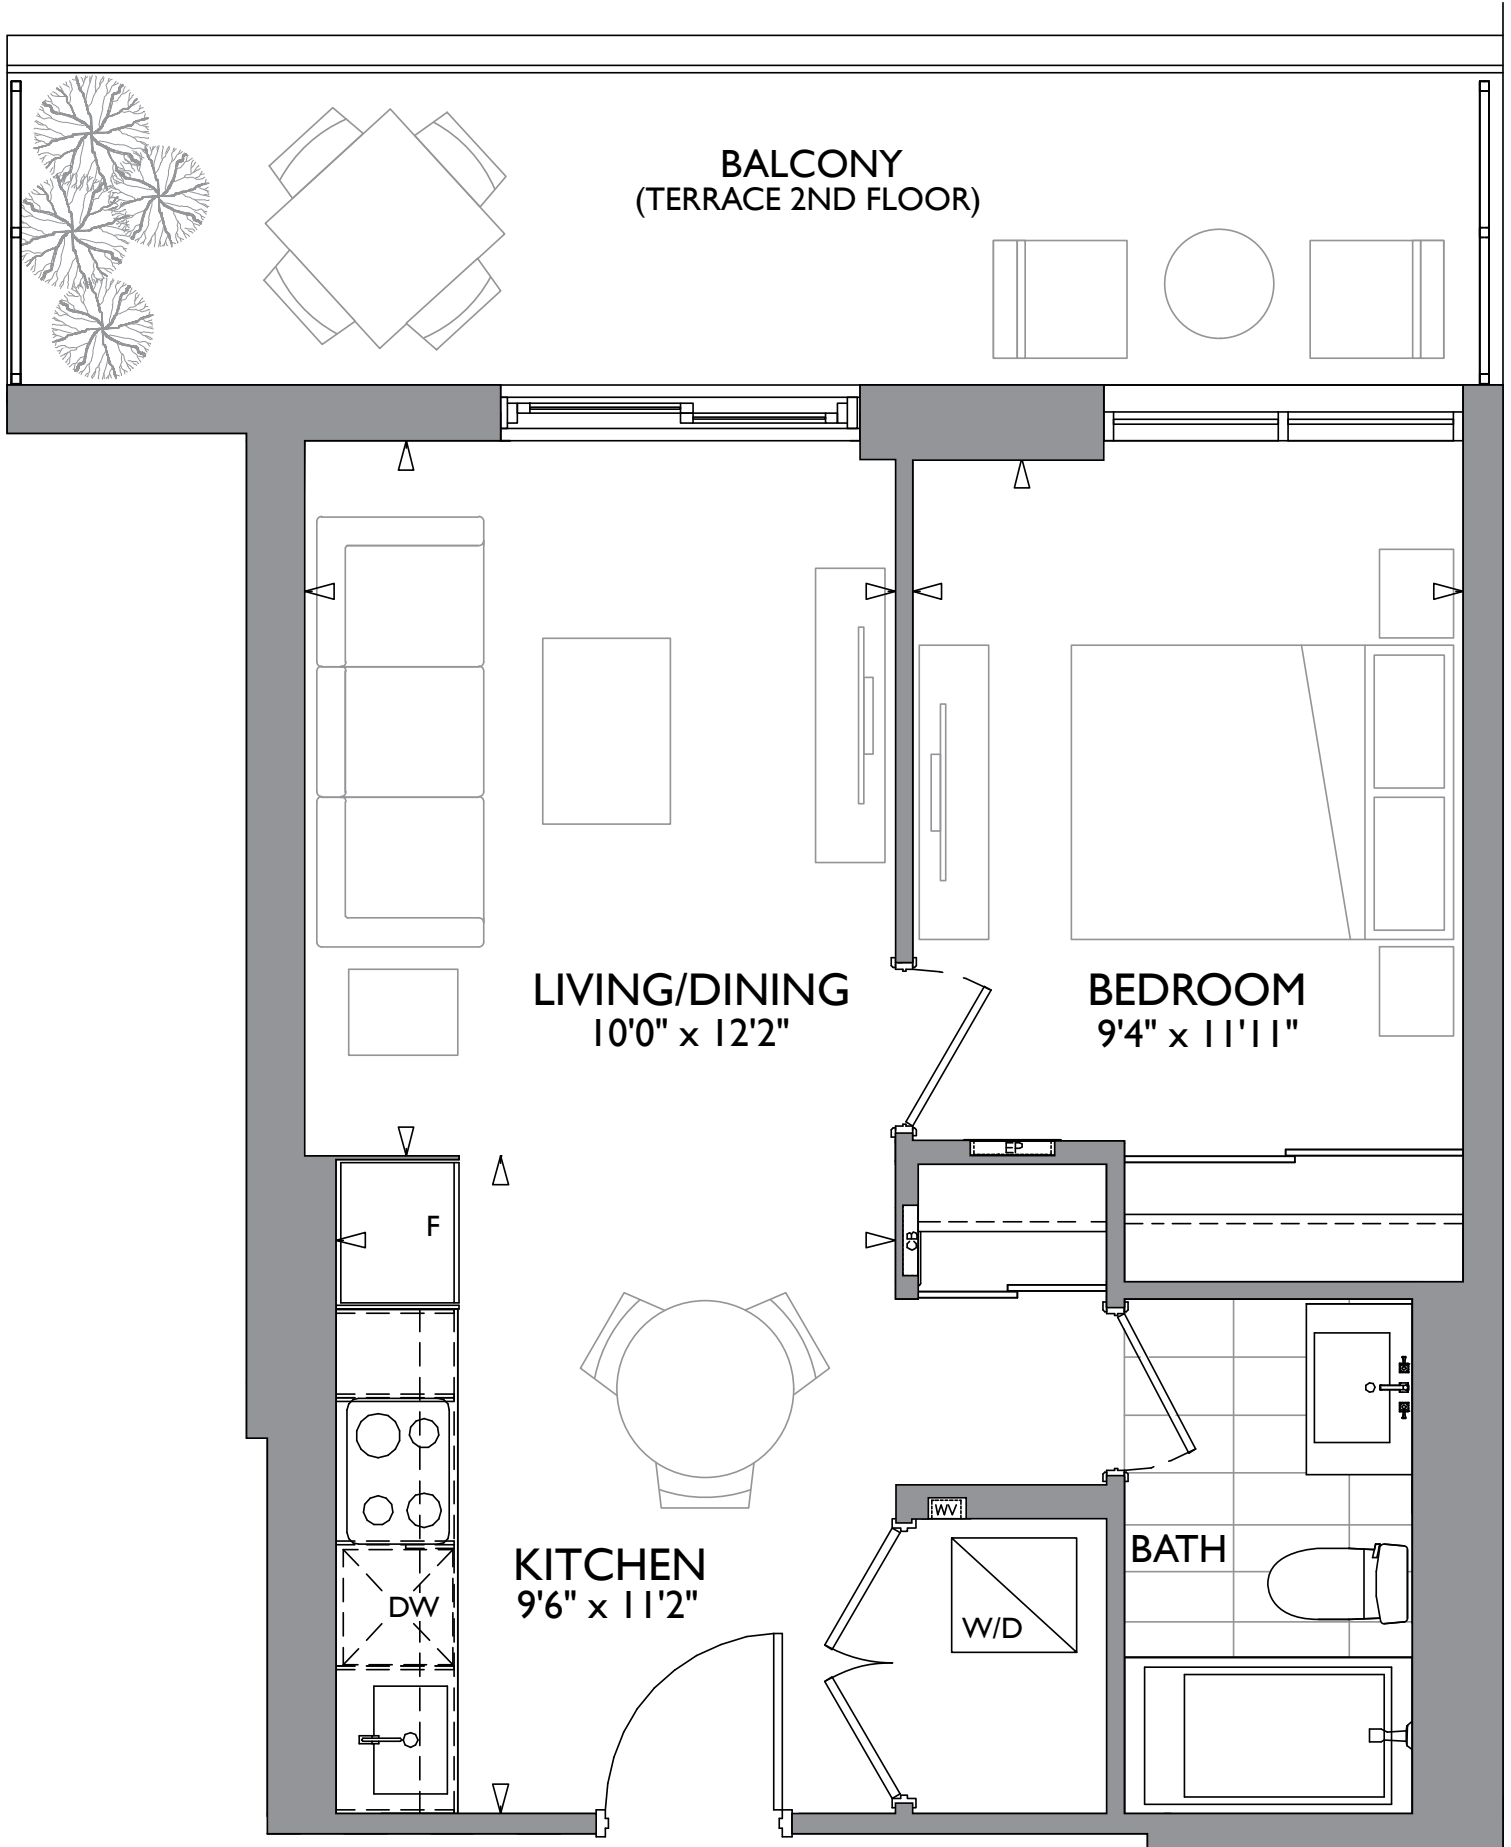 BALCONY
(TERRACE 2ND FLOOR)
LIVING/DINING
10'0" x 12'2"
BEDROOM
9'4" x 11'11"
EP
F
CB
WV
KITCHEN
9'6" x 11'2"
BATH
DW
W/D